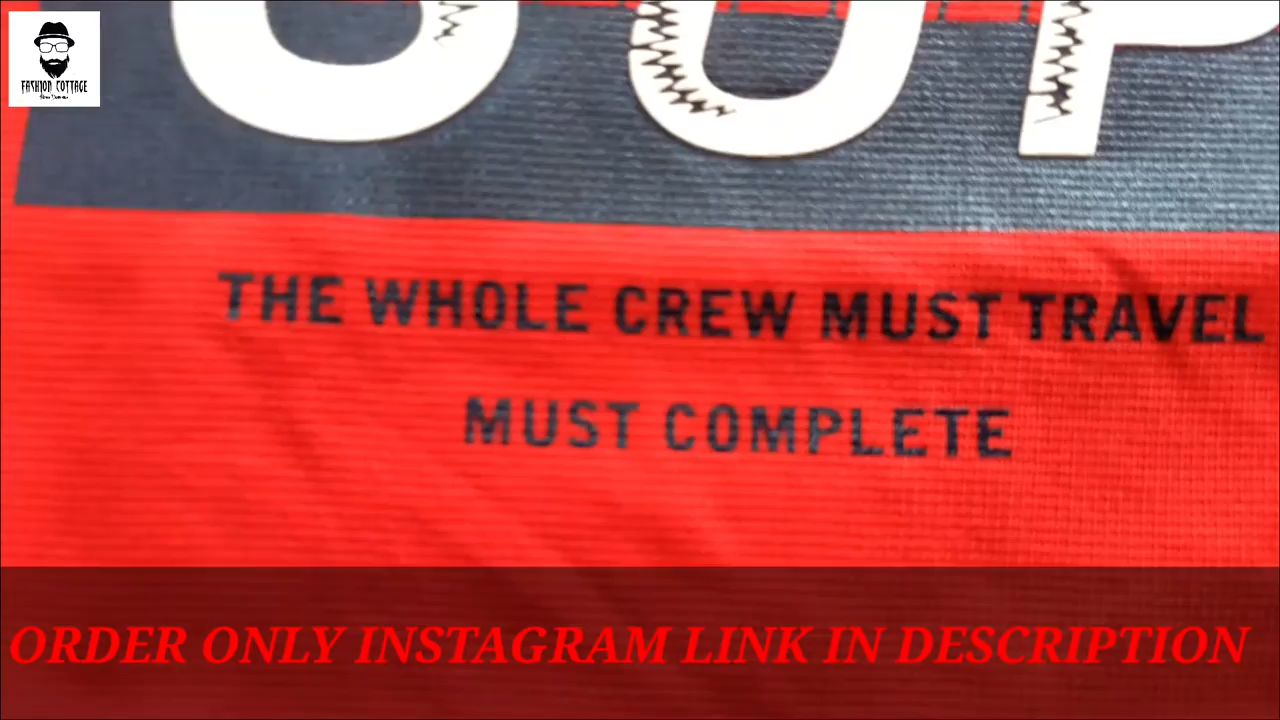 FASHION COTTAGE
THE WHOLE CREW MUST TRAVEL
MUST COMPLETE
ORDER ONLY INSTAGRAM LINK IN DESCRIPTION